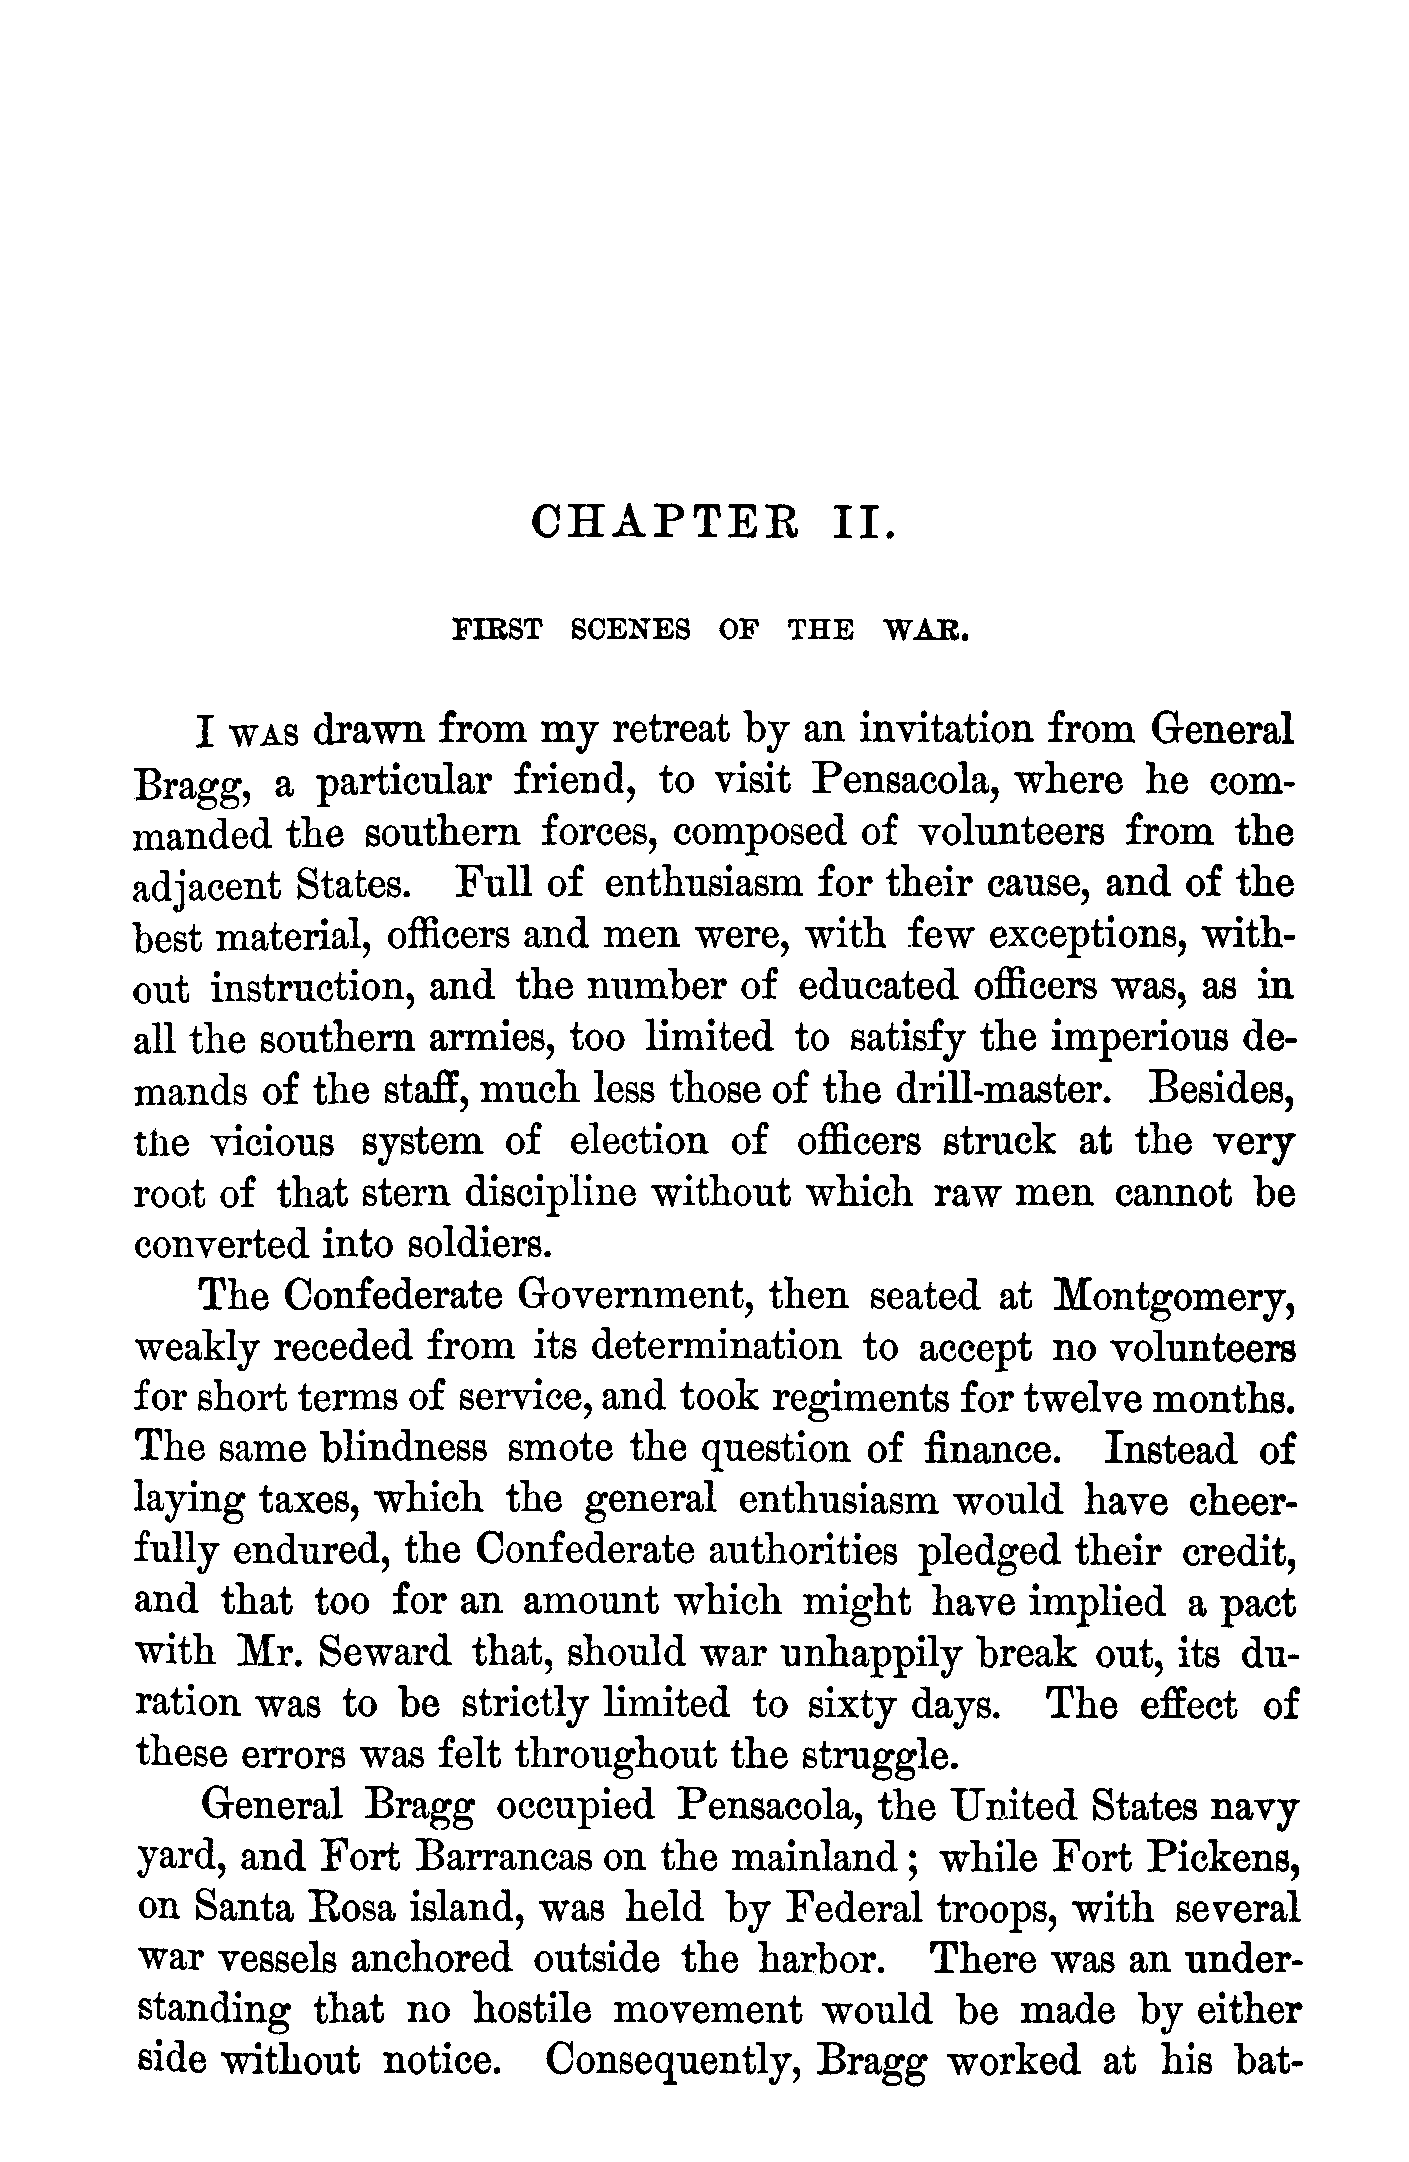 CHAPTER II.
FIRST SCENES OF THE WAR.
I WAS drawn from my retreat by an invitation from General
Bragg, a particular friend, to visit Pensacola, where he com-
manded the southern forces, composed of volunteers from the
adjacent States. Full of enthusiasm for their cause, and of the
best material, officers and men were, with few exceptions, with-
out instruction, and the number of educated officers was, as in
all the southern armies, too limited to satisfy the imperious de-
mands of the staff, much less those of the drill-master. Besides,
the vicious system of election of officers struck at the very
root of that stern discipline without which raw men cannot be
converted into soldiers.
The Confederate Government, then seated at Montgomery,
weakly receded from its determination to accept no volunteers
for short terms of service, and took regiments for twelve months.
The same blindness smote the question of finance. Instead of
laying taxes, which the general enthusiasm would have cheer-
fully endured, the Confederate authorities pledged their credit,
and that too for an amount which might have implied a pact
with Mr. Seward that, should war unhappily break out, its du-
ration was to be strictly limited to sixty days. The effect of
these errors was felt throughout the struggle.
General Bragg occupied Pensacola, the United States navy
yard, and Fort Barrancas on the mainland; while Fort Pickens,
on Santa Rosa island, was held by Federal troops, with several
war vessels anchored outside the harbor. There was an under-
standing that no hostile movement would be made by either
side without notice. Consequently, Bragg worked at his bat-